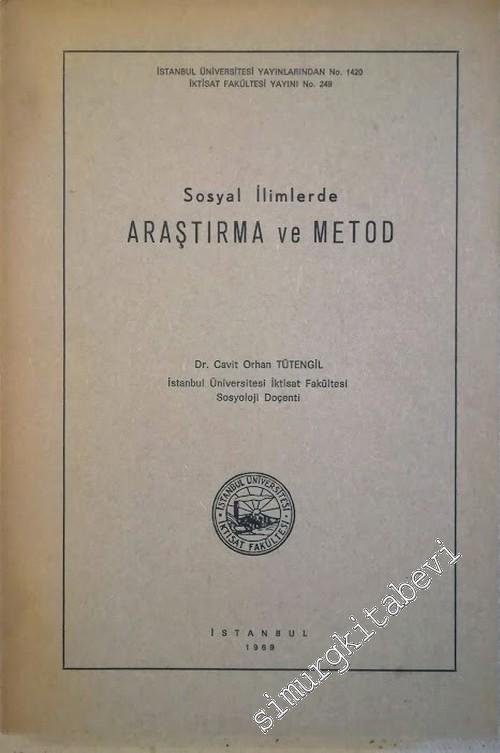 İSTANBUL ÜNİVERSİTESİ YAYINLARINDAN No. 1420
İKTİSAT FAKÜLTESİ YAYINI No. 249
Sosyal İlimlerde
ARAŞTIRMA ve METOD
Dr. Cavit Orhan TÜTENGİL
İstanbul Üniversitesi İktisat Fakültesi
Sosyoloji Doçenti
İSTANBUL ÜNİVERSİTESİ
İKTİSAT FAKÜLTESİ
İSTANBUL
1969
simurgkitabevi